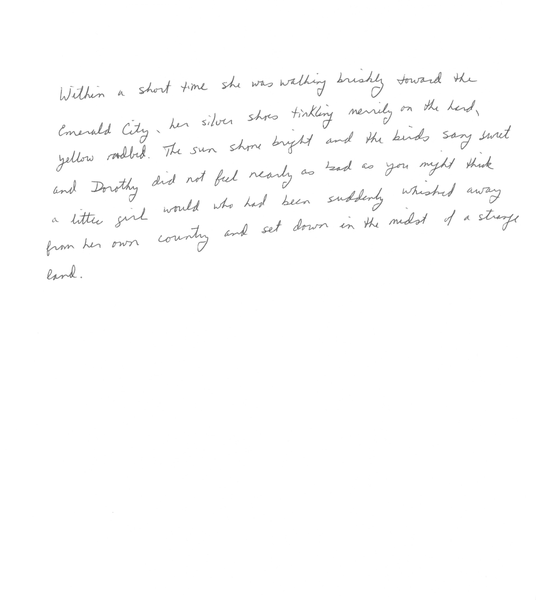 Within a short time she was walking briskly toward the
Emerald City, her silver shoes tinkling merrily on the hard,
yellow roadbed. The sun shone bright and the birds sang sweet
and Dorothy did not feel nearly as bad as you might think
a little girl would who had been suddenly whisked away
from her own country and set down in the midst of a strange
land.